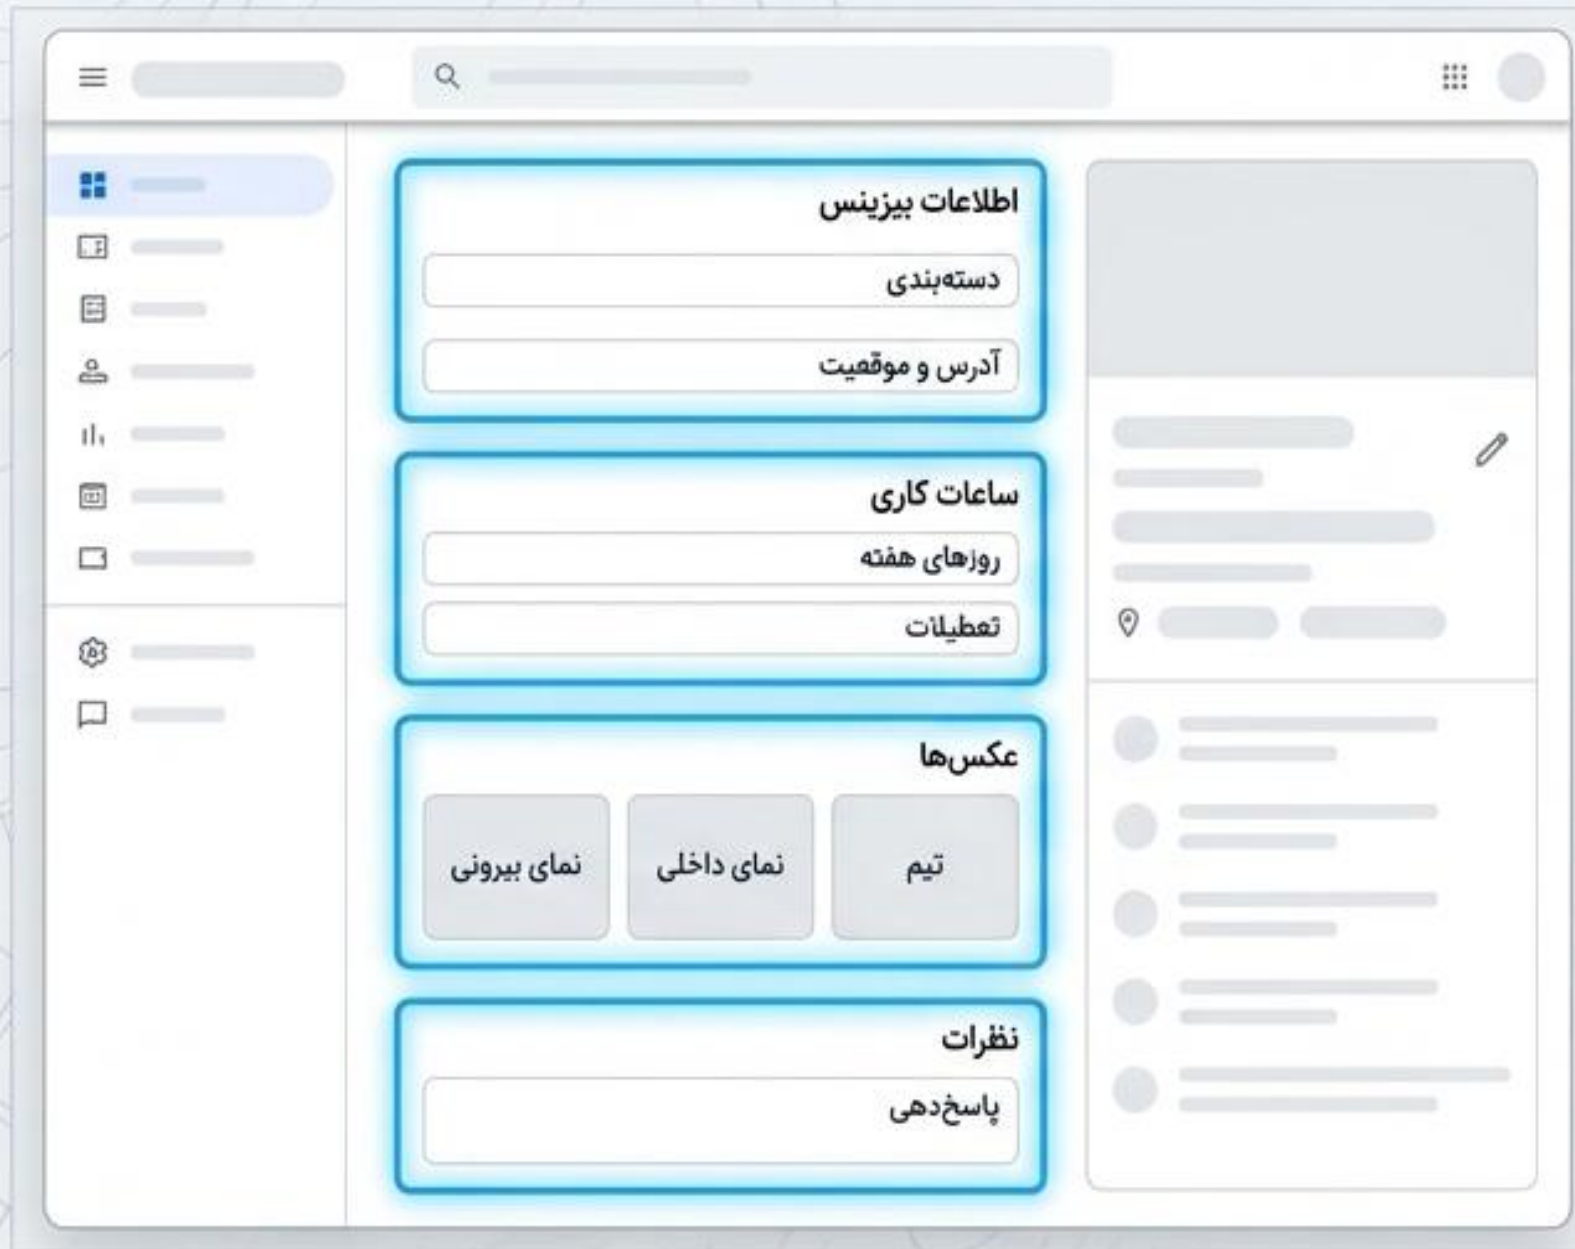 اطلاعات بیزینس
دسته‌بندی
آدرس و موقعیت
ساعات کاری
روزهای هفته
تعطیلات
عکس‌ها
تیم
نمای داخلی
نمای بیرونی
نظرات
پاسخ‌دهی